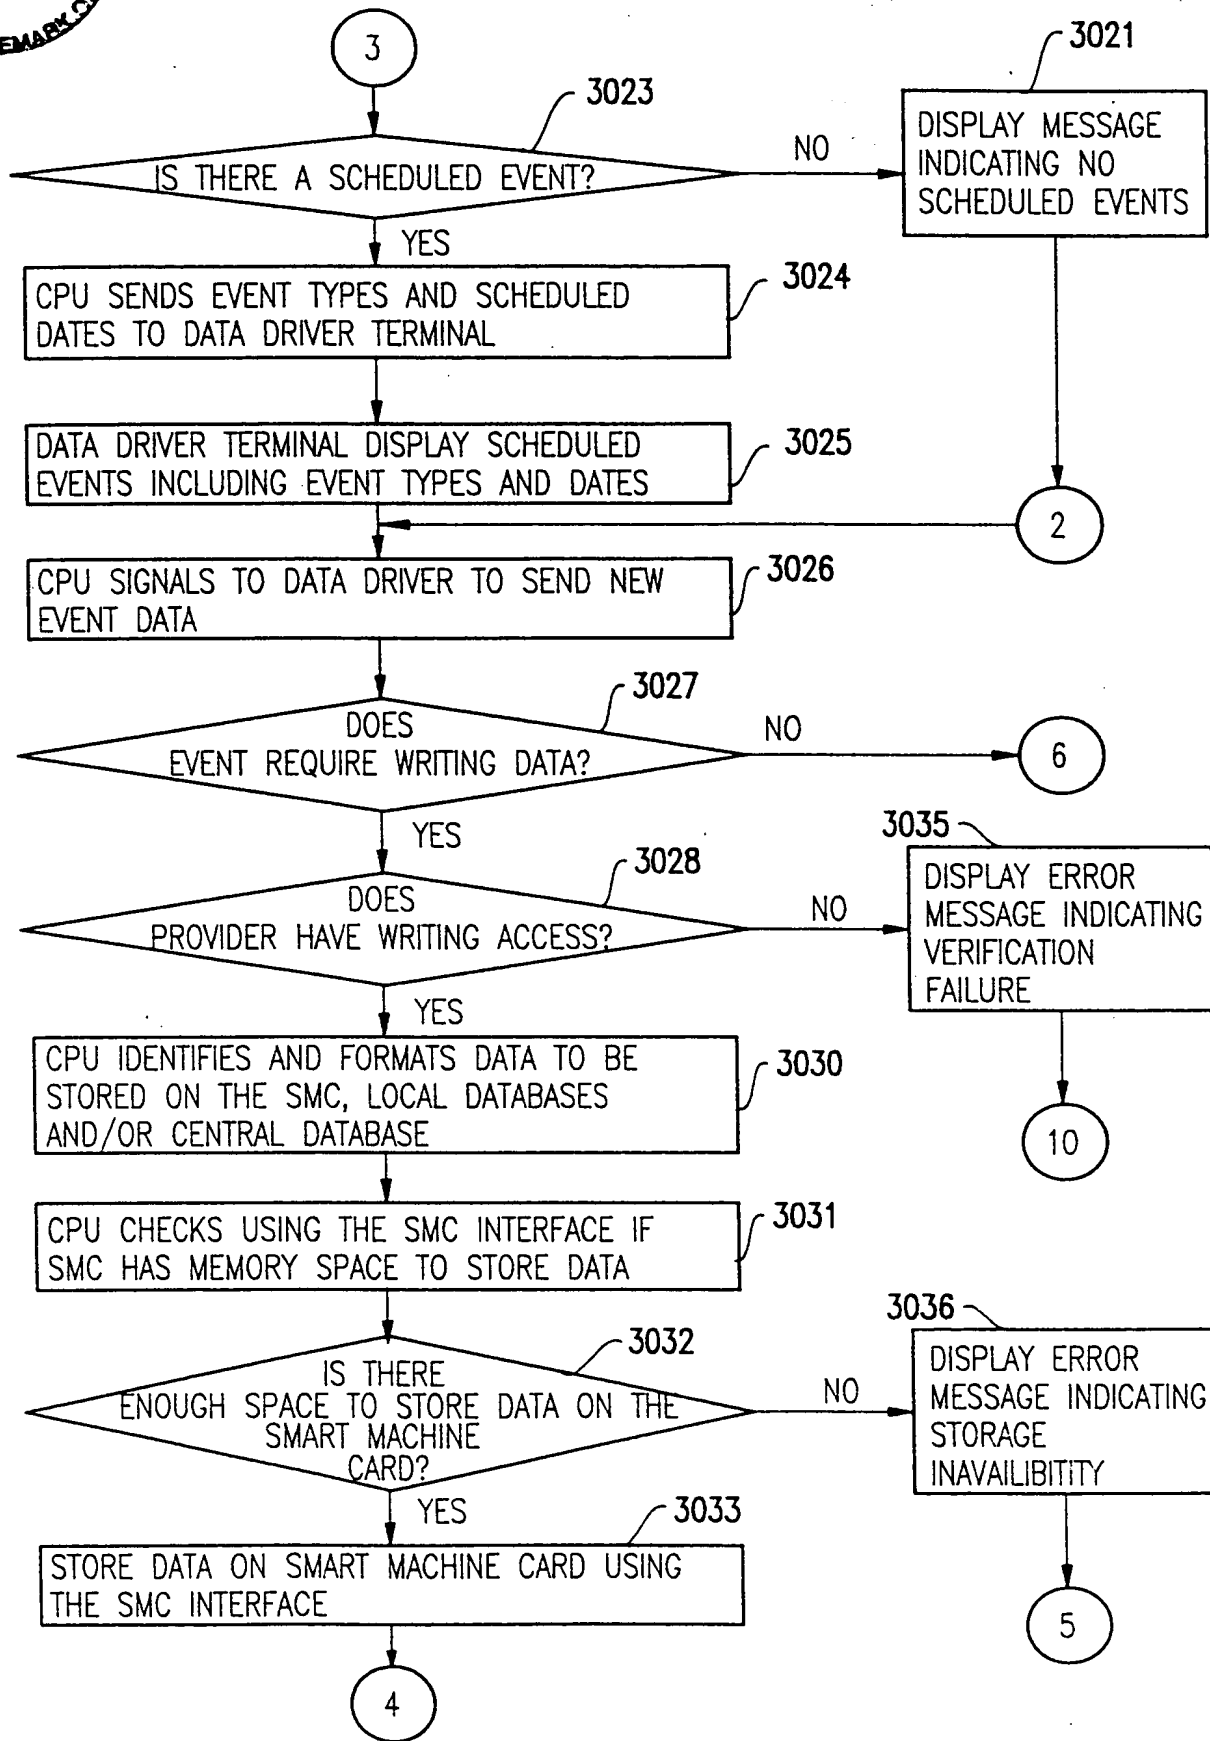 EMARK O
3
3023
3021
DISPLAY MESSAGE
INDICATING NO
SCHEDULED EVENTS
IS THERE A SCHEDULED EVENT?
NO
YES
3024
CPU SENDS EVENT TYPES AND SCHEDULED
DATES TO DATA DRIVER TERMINAL
3025
DATA DRIVER TERMINAL DISPLAY SCHEDULED
EVENTS INCLUDING EVENT TYPES AND DATES
2
3026
CPU SIGNALS TO DATA DRIVER TO SEND NEW
EVENT DATA
3027
DOES
EVENT REQUIRE WRITING DATA?
NO
6
YES
3028
DOES
PROVIDER HAVE WRITING ACCESS?
NO
3035
DISPLAY ERROR
MESSAGE INDICATING
VERIFICATION
FAILURE
10
YES
3030
CPU IDENTIFIES AND FORMATS DATA TO BE
STORED ON THE SMC, LOCAL DATABASES
AND/OR CENTRAL DATABASE
3031
CPU CHECKS USING THE SMC INTERFACE IF
SMC HAS MEMORY SPACE TO STORE DATA
3032
IS THERE
ENOUGH SPACE TO STORE DATA ON THE
SMART MACHINE
CARD?
NO
3036
DISPLAY ERROR
MESSAGE INDICATING
STORAGE
INAVAILIBITITY
5
YES
3033
STORE DATA ON SMART MACHINE CARD USING
THE SMC INTERFACE
4